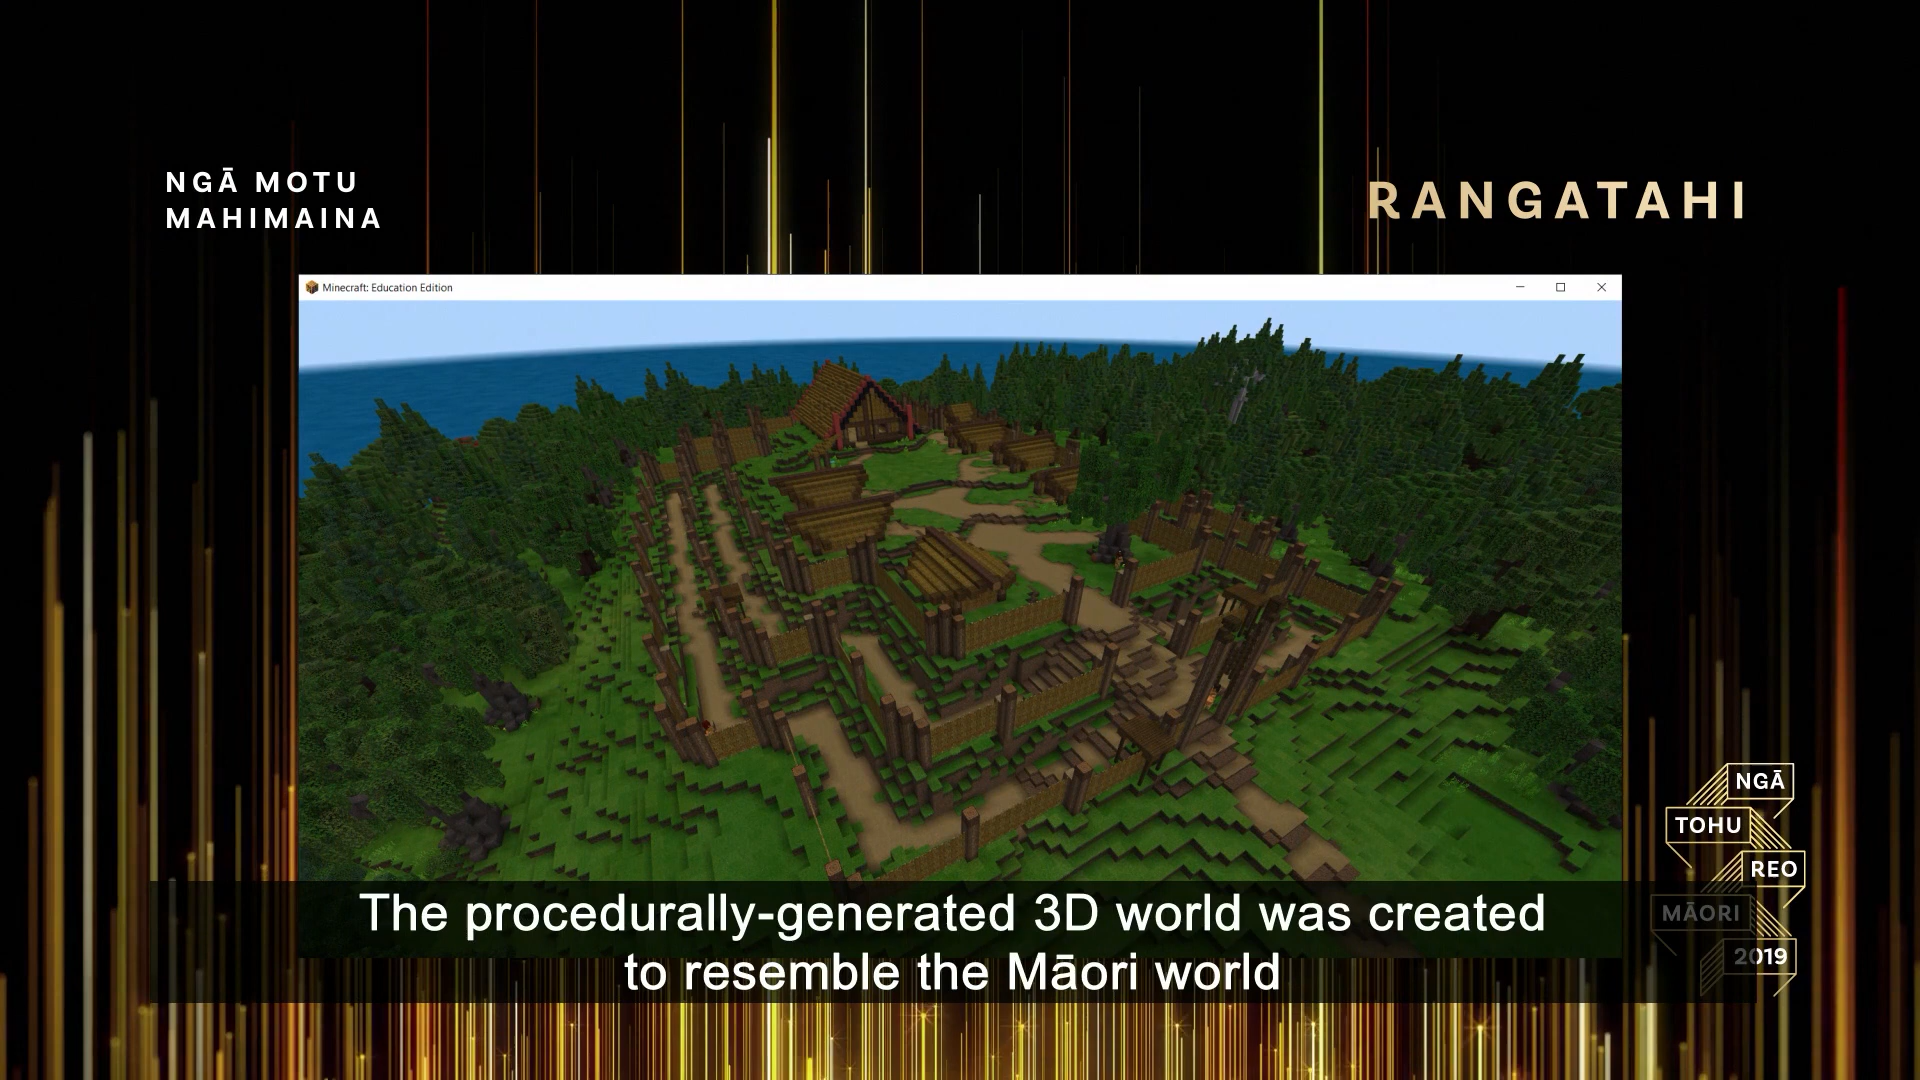 NGĀ MOTU
MAHIMAINA
RANGATAHI
Minecraft: Education Edition
NGĀ
TOHU
REO
MĀORI
2019
The procedurally-generated 3D world was created
to resemble the Māori world